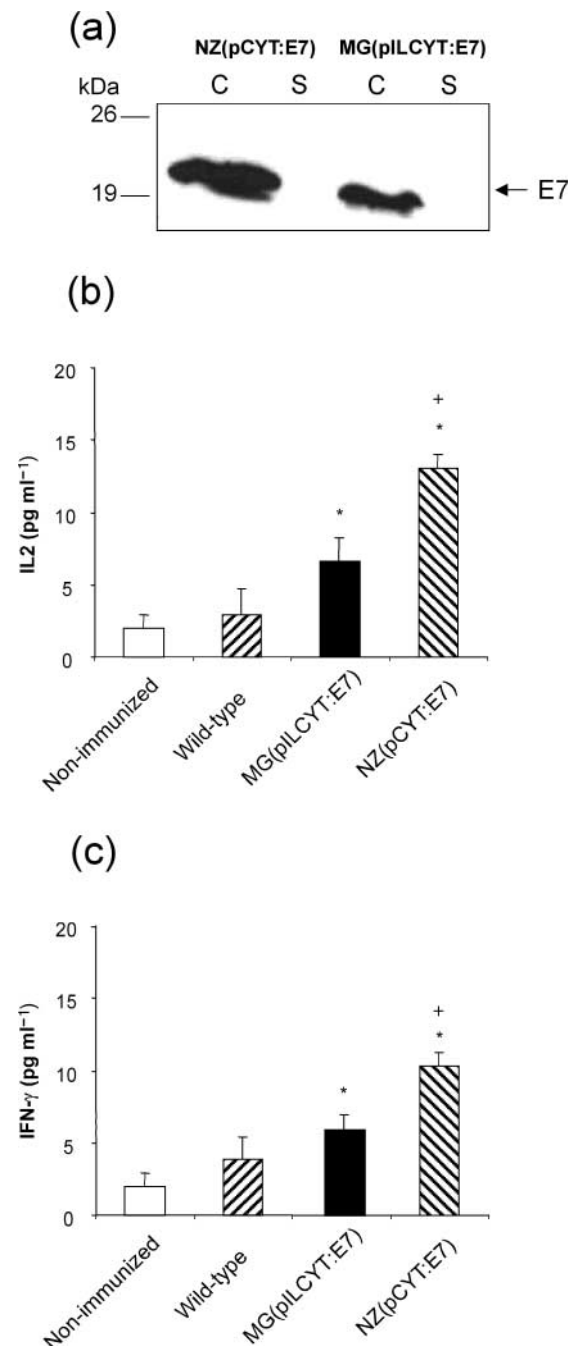 (a)
NZ(pCYT:E7) MG(pILCYT:E7)
kDa C S C S
26
19 E7
(b)
20
15
10
5
0
IL2 (pg ml−1)
+
*
*
Non-immunized
Wild-type
MG(pILCYT:E7)
NZ(pCYT:E7)
(c)
20
15
10
5
0
IFN-γ (pg ml−1)
+
*
*
Non-immunized
Wild-type
MG(pILCYT:E7)
NZ(pCYT:E7)